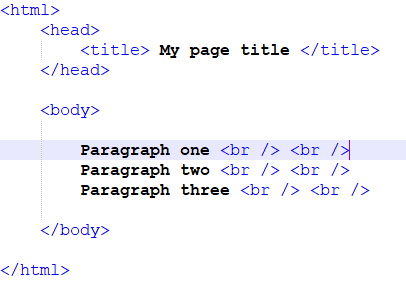 <html>
<head>
<title> My page title </title>
</head>
<body>
Paragraph one <br /> <br />
Paragraph two <br /> <br />
Paragraph three <br /> <br />
</body>
</html>